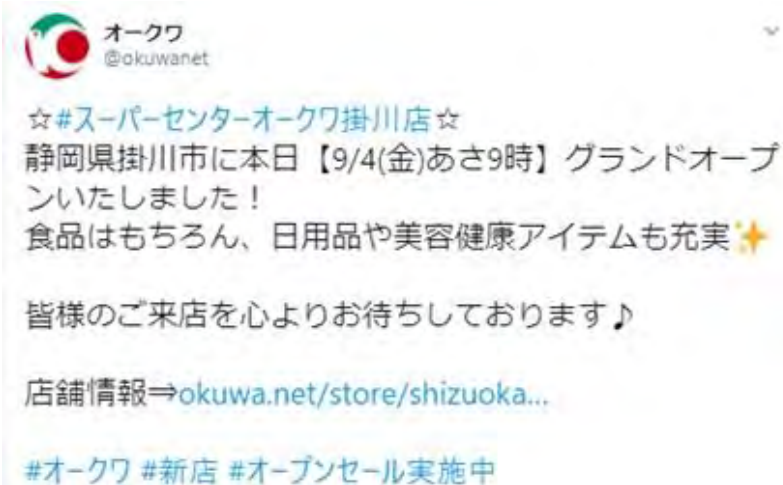 オークワ
@okuwanet
☆#スーパーセンターオークワ掛川店☆
静岡県掛川市に本日【9/4(金)あさ9時】グランドオープ
ンいたしました！
食品はもちろん、日用品や美容健康アイテムも充実✨
皆様のご来店を心よりお待ちしております♪
店舗情報⇒okuwa.net/store/shizuoka...
#オークワ #新店 #オープンセール実施中